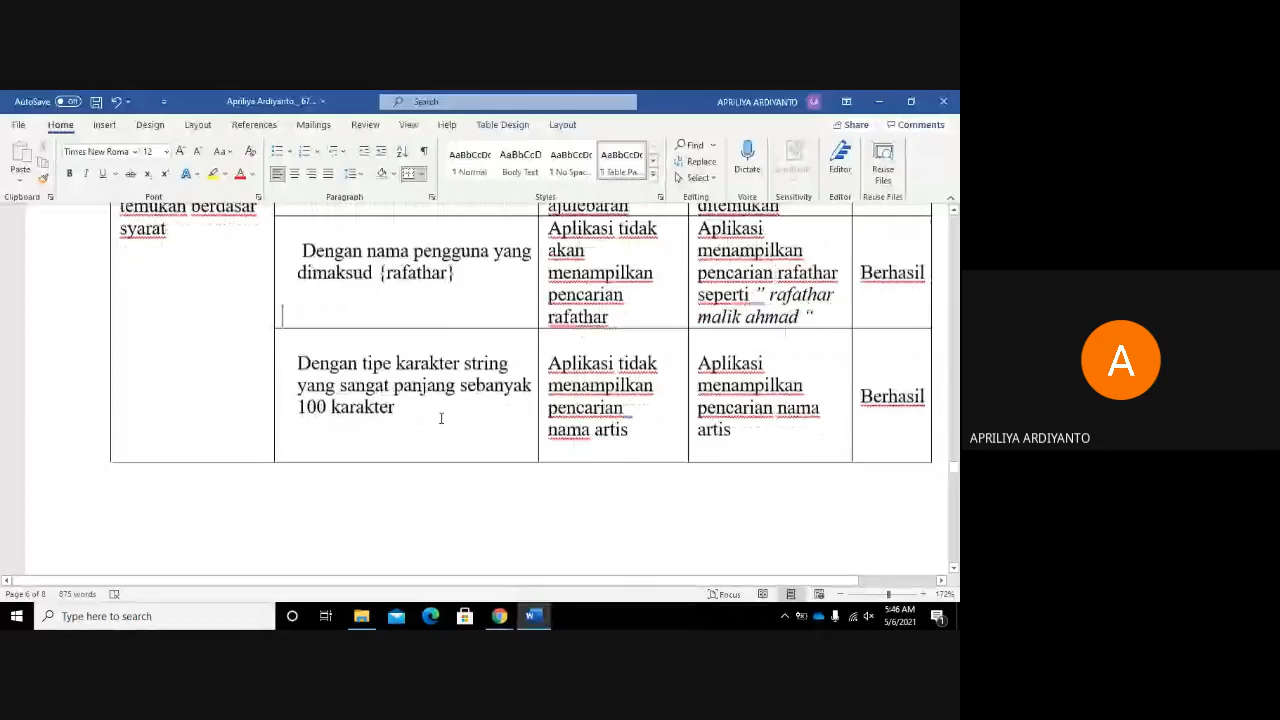 AutoSave Off
Apriliya Ardiyanto _ b7...
Search
APRILIYA ARDIYANTO AA
File Home Insert Design Layout References Mailings Review View Help Table Design Layout Share Comments
Paste
Times New Roma 12
Find
Replace
Select
AaBbCcDc AaBbCcD AaBbCcDc AaBbCcDc
¶ Normal Body Text ¶ No Spac... ¶ Table Pa...
Dictate Sensitivity Editor Reuse Files
Clipboard Font Paragraph Styles Editing Voice Sensitivity Editor Reuse Files
temukan berdasar
syarat
ajulebaran
ditemukan
Dengan nama pengguna yang
dimaksud {rafathar}
Aplikasi tidak
akan
menampilkan
pencarian
rafathar
Aplikasi
menampilkan
pencarian rafathar
seperti ” rafathar
malik ahmad “
Berhasil
Dengan tipe karakter string
yang sangat panjang sebanyak
100 karakter
Aplikasi tidak
menampilkan
pencarian
nama artis
Aplikasi
menampilkan
pencarian nama
artis
Berhasil
Page 6 of 8 875 words Focus 172%
Type here to search
5:46 AM
5/6/2021
1
A
APRILIYA ARDIYANTO